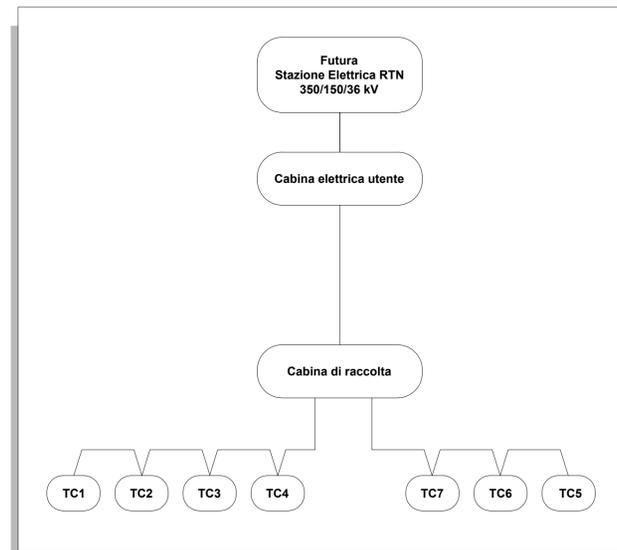 Futura
Stazione Elettrica RTN
350/150/36 kV
Cabina elettrica utente
Cabina di raccolta
TC1 TC2 TC3 TC4 TC7 TC6 TC5